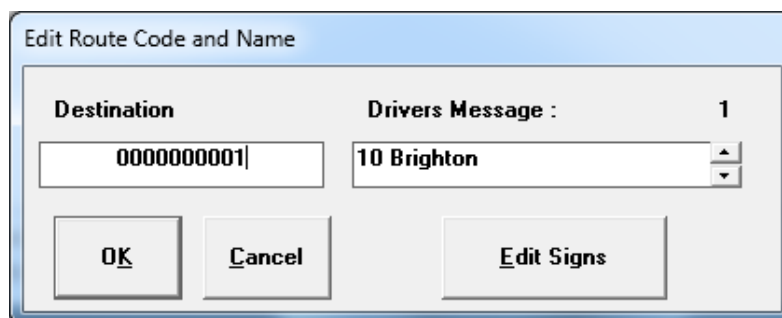 Edit Route Code and Name
Destination Drivers Message : 1
0000000001 10 Brighton
OK Cancel Edit Signs